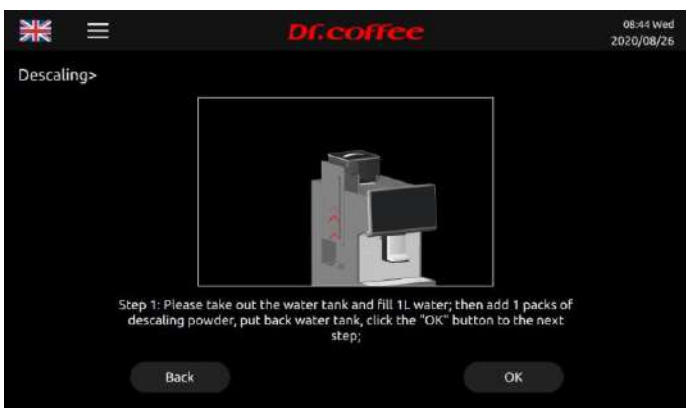 Dr.coffee
08:44 Wed
2020/08/26
Descaling>
Step 1: Please take out the water tank and fill 1L water; then add 1 packs of
descaling powder, put back water tank, click the "OK" button to the next
step;
Back
OK